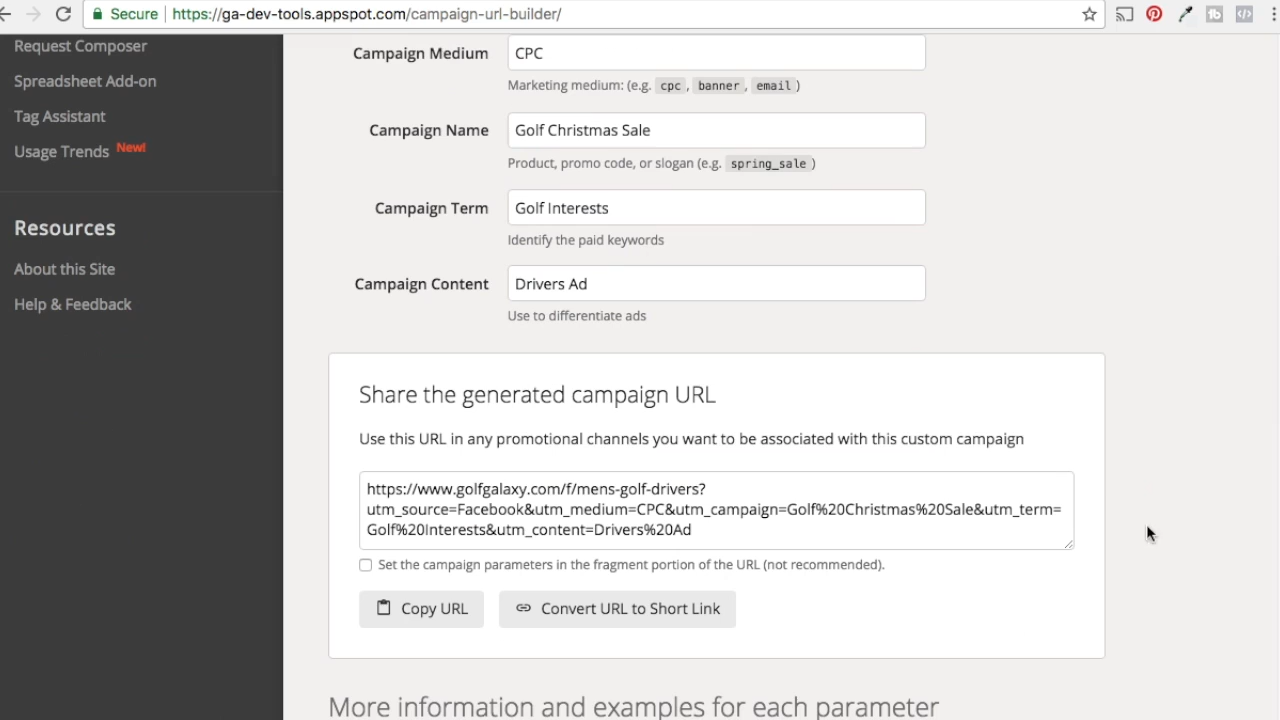 Secure https://ga-dev-tools.appspot.com/campaign-url-builder/
Request Composer
Spreadsheet Add-on
Tag Assistant
Usage Trends New!
Resources
About this Site
Help & Feedback
Campaign Medium CPC
Marketing medium: (e.g. cpc, banner, email)
Campaign Name Golf Christmas Sale
Product, promo code, or slogan (e.g. spring_sale)
Campaign Term Golf Interests
Identify the paid keywords
Campaign Content Drivers Ad
Use to differentiate ads
Share the generated campaign URL
Use this URL in any promotional channels you want to be associated with this custom campaign
https://www.golfgalaxy.com/f/mens-golf-drivers?
utm_source=Facebook&utm_medium=CPC&utm_campaign=Golf%20Christmas%20Sale&utm_term=
Golf%20Interests&utm_content=Drivers%20Ad
Set the campaign parameters in the fragment portion of the URL (not recommended).
Copy URL Convert URL to Short Link
More information and examples for each parameter